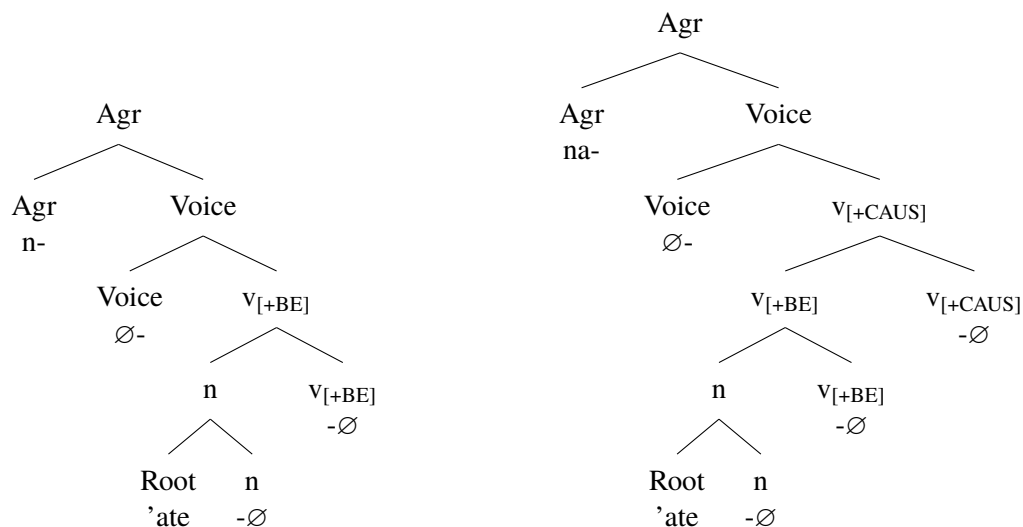 Agr
Agr Voice
n-
Voice v[+BE]
∅-
n v[+BE]
-∅
Root n
’ate -∅
Agr
Agr Voice
na-
Voice v[+CAUS]
∅-
v[+BE] v[+CAUS]
-∅
n v[+BE]
-∅
Root n
’ate -∅